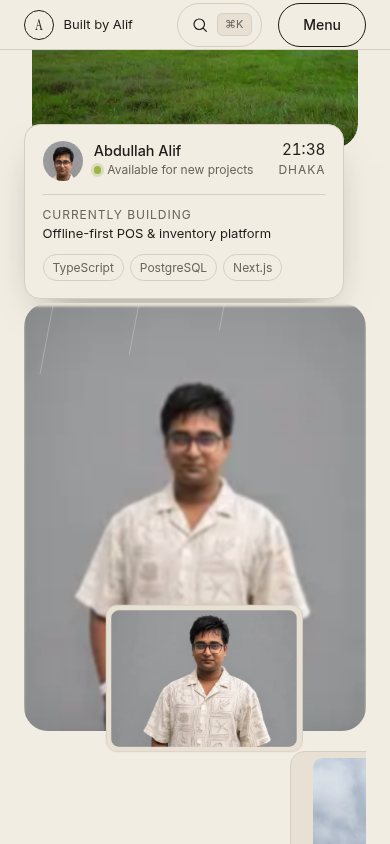 A Built by Alif
⌘K
Menu
Abdullah Alif
21:38
Available for new projects
DHAKA
CURRENTLY BUILDING
Offline-first POS & inventory platform
TypeScript
PostgreSQL
Next.js